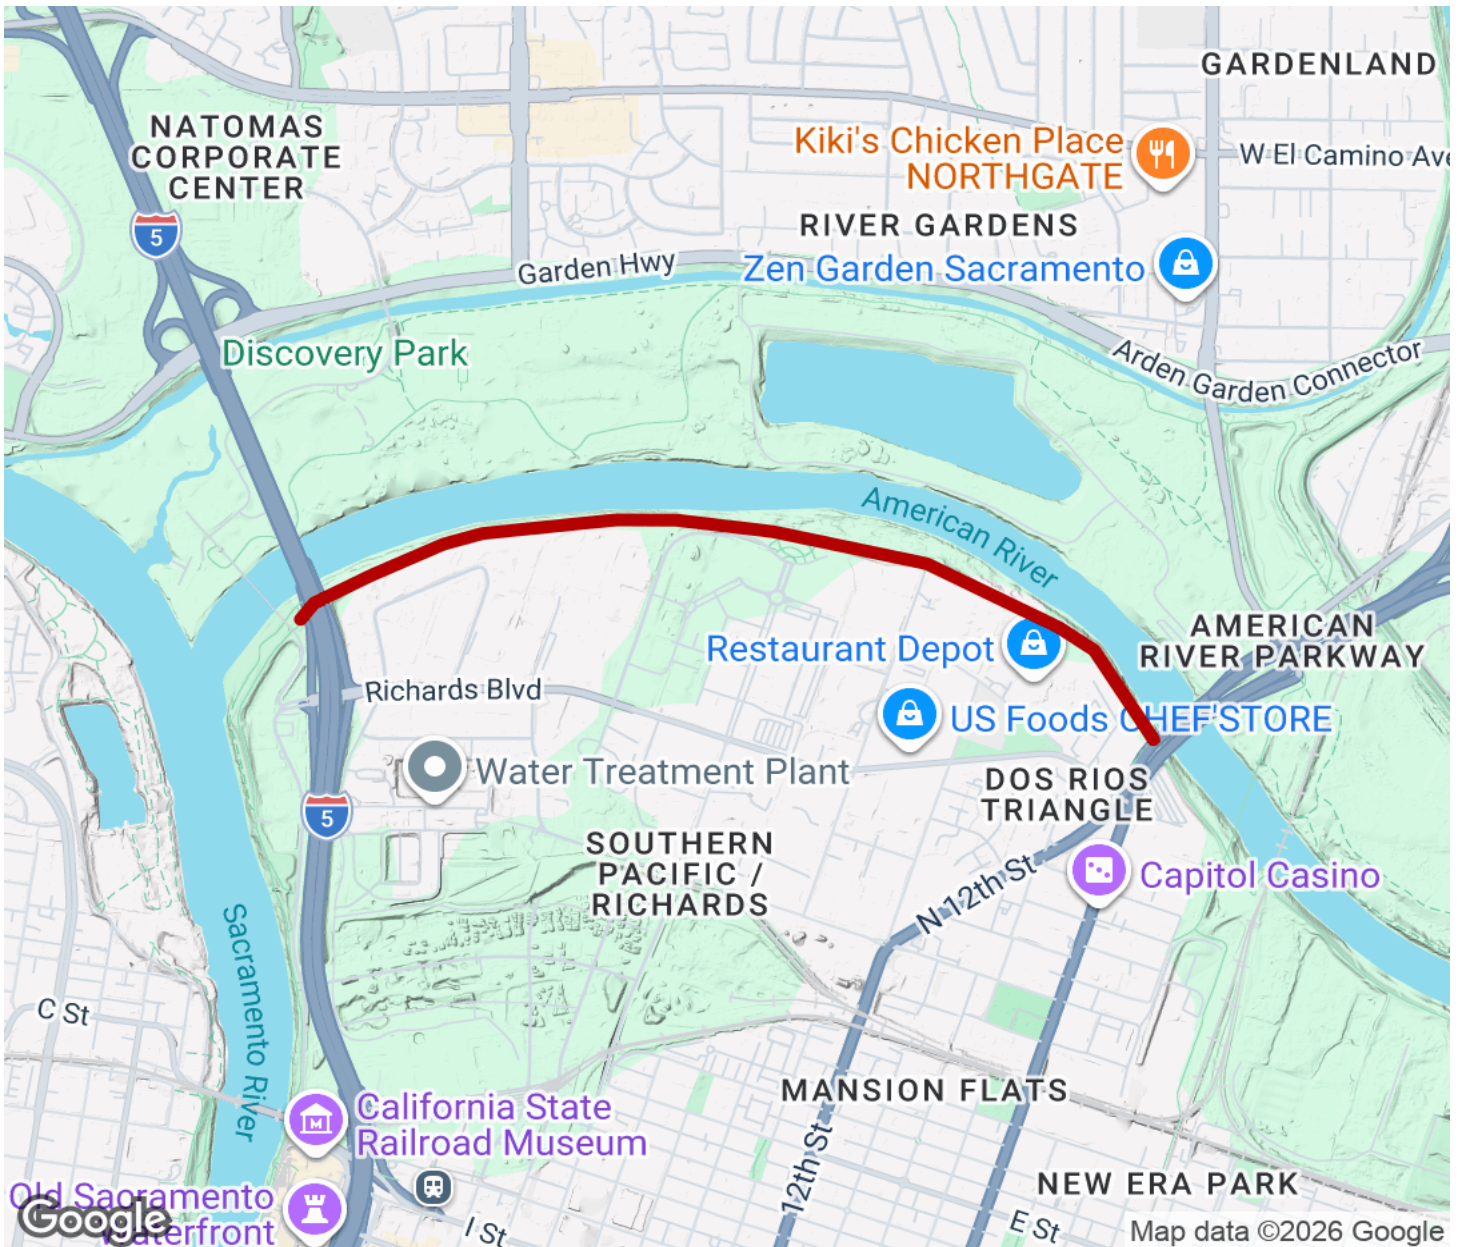 GARDENLAND
NATOMAS
CORPORATE
CENTER
Kiki's Chicken Place
NORTHGATE
W El Camino Ave
5
RIVER GARDENS
Garden Hwy
Zen Garden Sacramento
Discovery Park
Arden Garden Connector
American River
AMERICAN
RIVER PARKWAY
Restaurant Depot
Richards Blvd
US Foods CHEF'STORE
Water Treatment Plant
DOS RIOS
TRIANGLE
5
SOUTHERN
PACIFIC /
RICHARDS
Capitol Casino
N 12th St
Sacramento River
C St
MANSION FLATS
California State
Railroad Museum
12th St
NEW ERA PARK
Old Sacramento
Waterfront
Google
I St
E St
Map data ©2026 Google